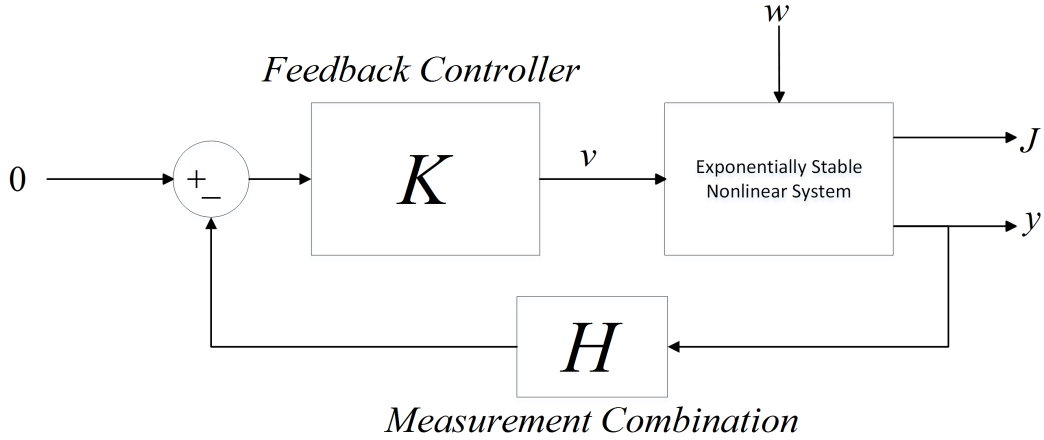 w
Feedback Controller
0
+
−
K
v
Exponentially Stable
Nonlinear System
J
y
H
Measurement Combination